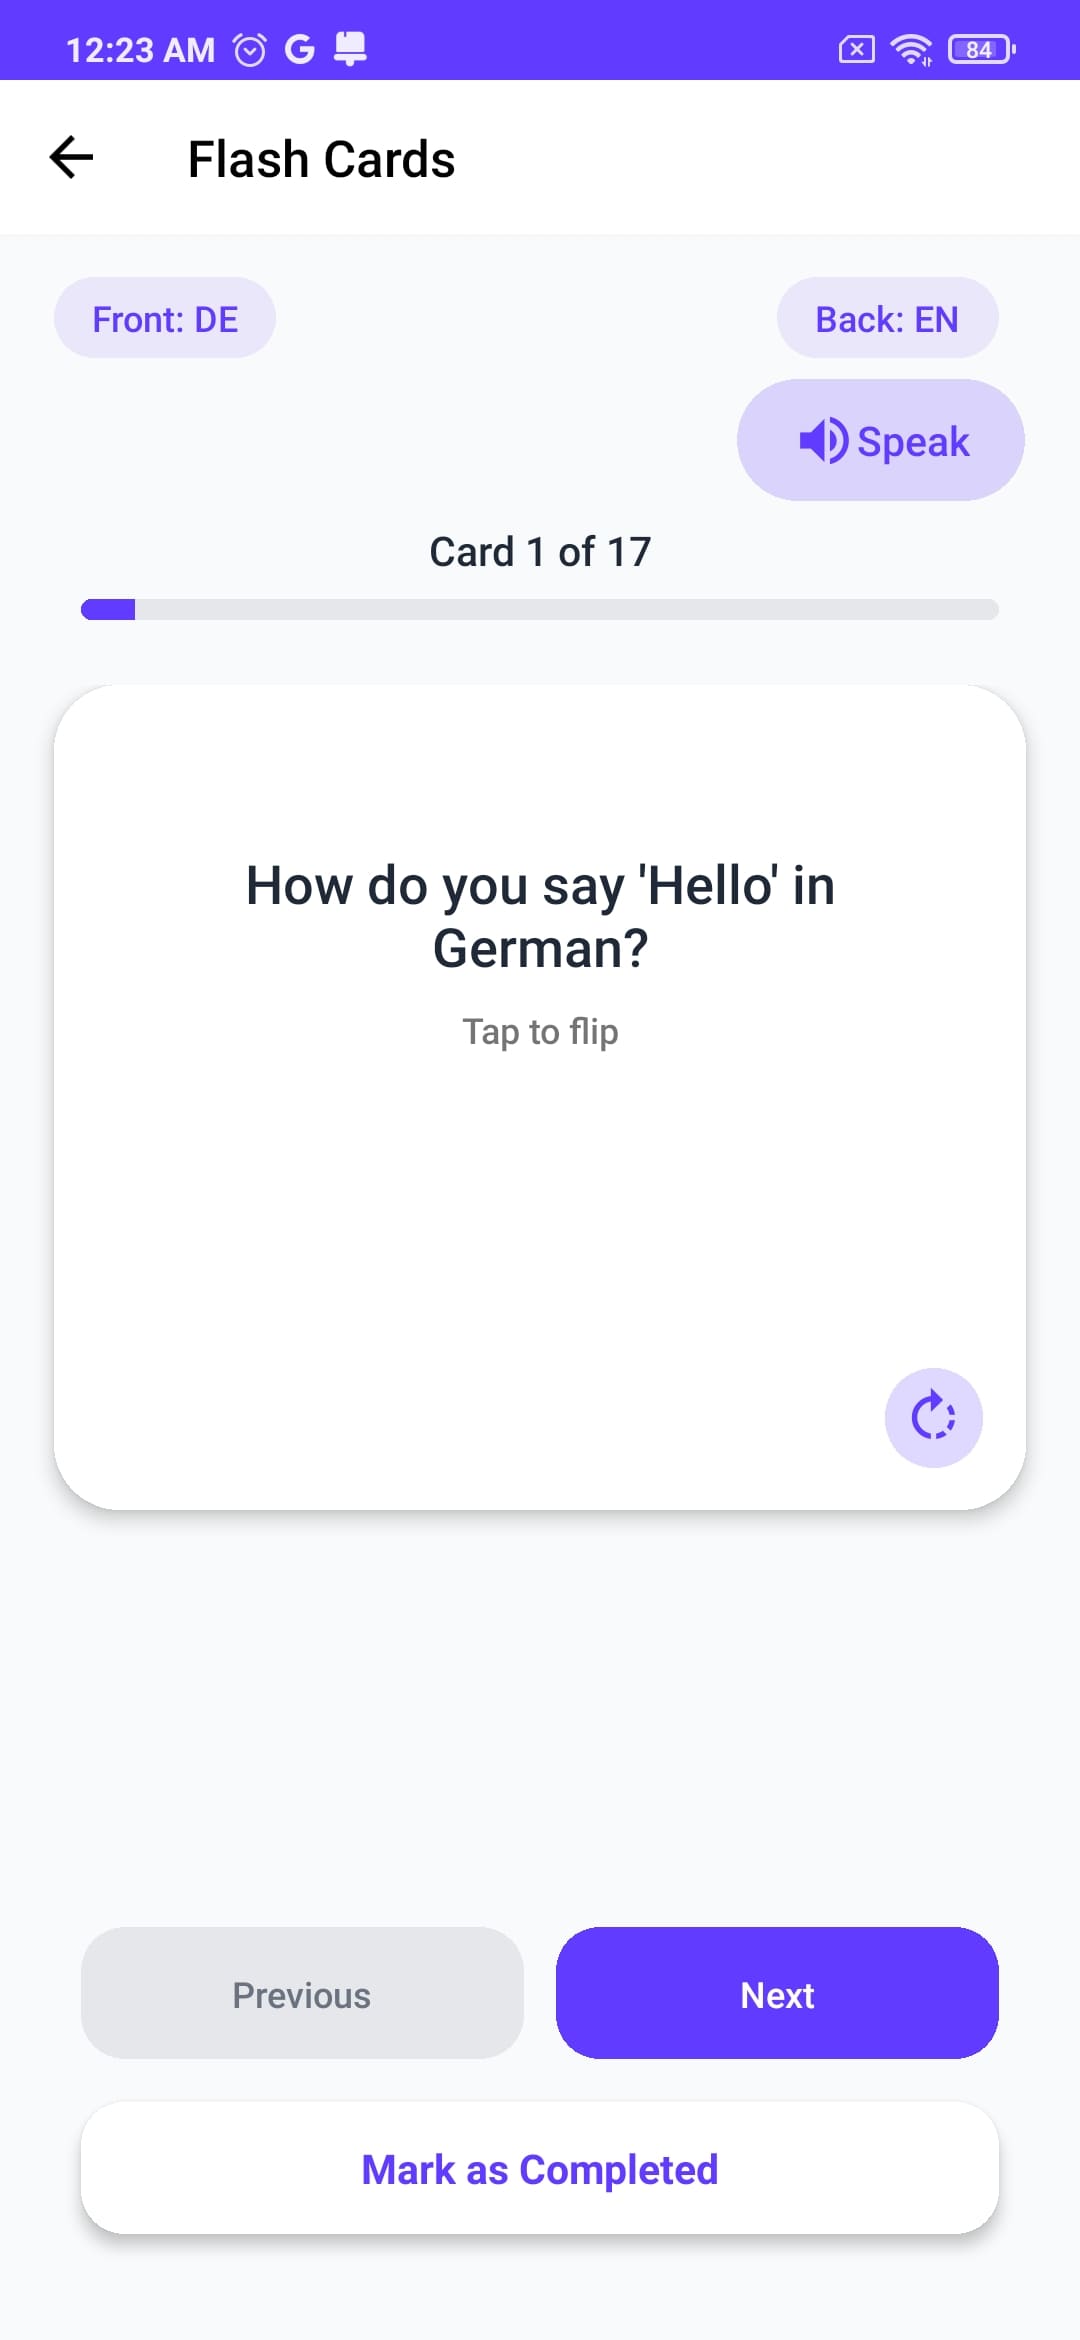 12:23 AM G 84
Flash Cards
Front: DE
Back: EN
Speak
Card 1 of 17
How do you say 'Hello' in
German?
Tap to flip
Previous
Next
Mark as Completed